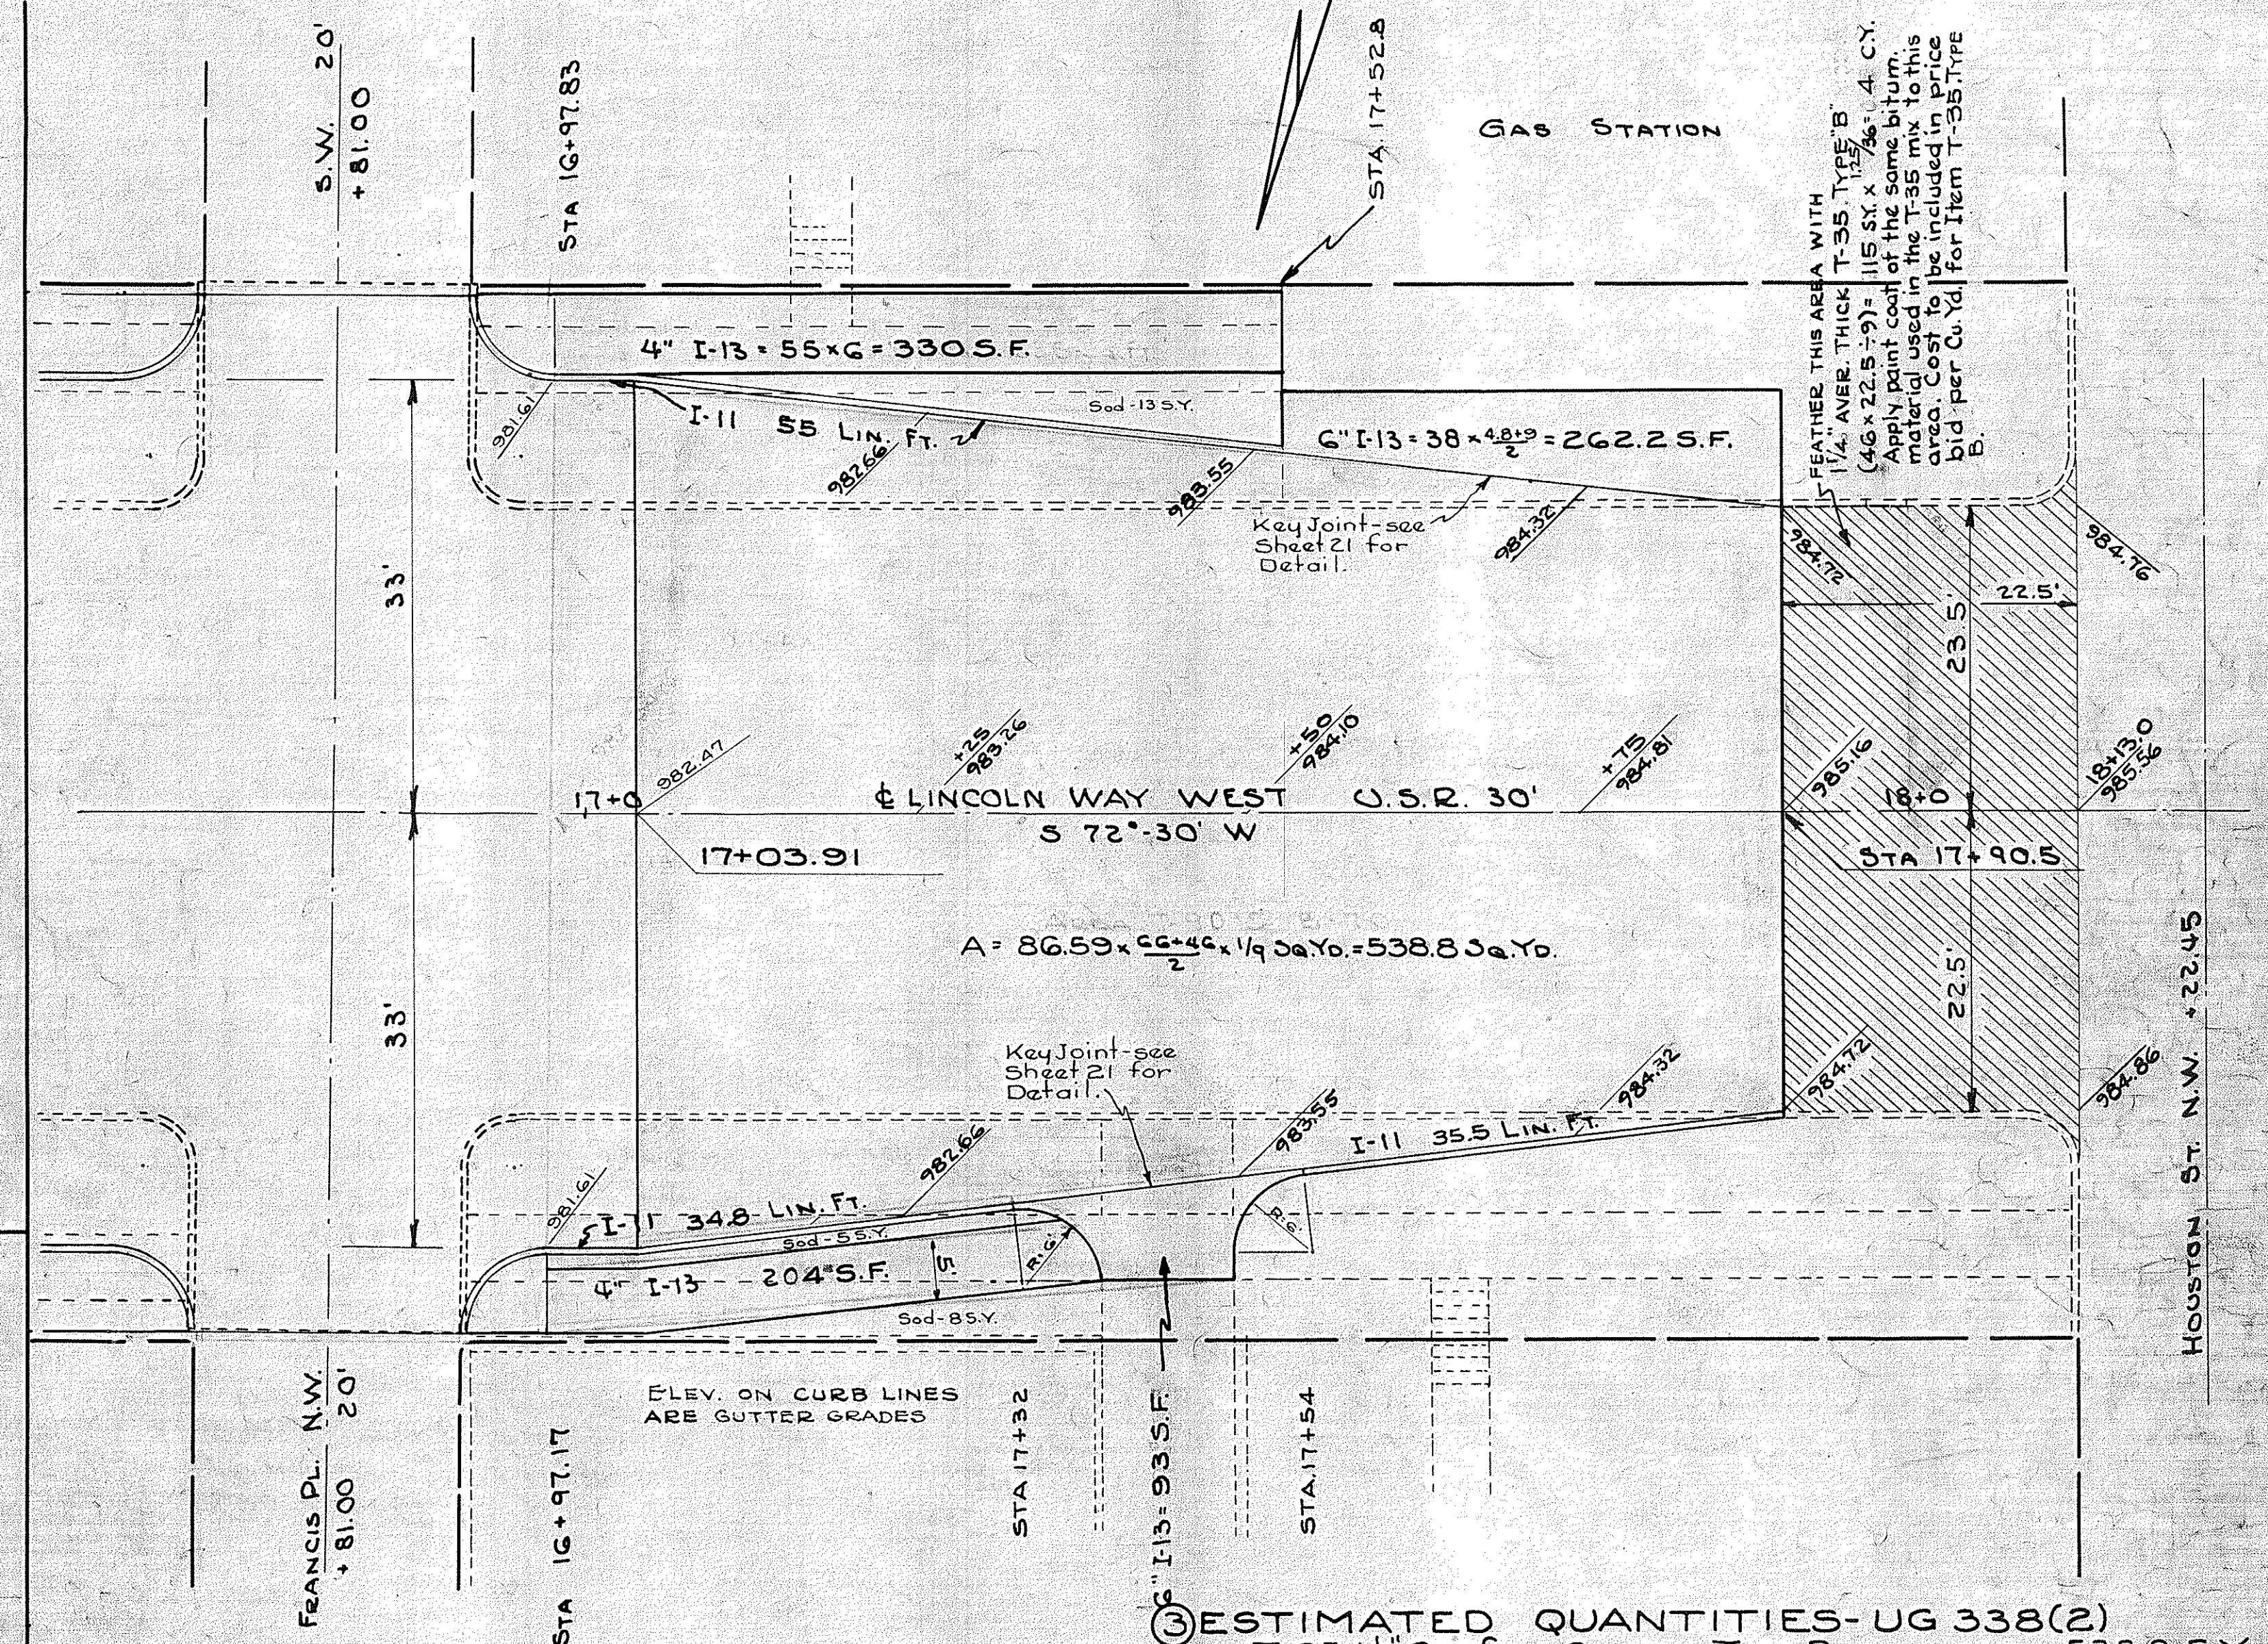 S.W. 20'
+81.00
STA 16+97.83
STA. 17+52.8
GAS STATION
FEATHER THIS AREA WITH
1¼" AVER. THICK T-35 TYPE "B"
(46×22.5÷9)= 115 S.Y. × 1.25/36 = 4 C.Y.
Apply paint coat of the same bitum.
material used in the T-35 mix to this
area. Cost to be included in price
bid per Cu. Yd. for Item T-35 TYPE
B.
4" I-13 = 55×6 = 330 S.F.
Sod-13 S.Y.
I-11 55 LIN. FT.
6" I-13 = 38 × 4.8+9/2 = 262.2 S.F.
981.61
982.66
983.55
984.32
984.72
984.76
Key Joint-see
Sheet 21 for
Detail.
33'
22.5'
23.5'
982.47
+25
983.26
+50
984.10
+75
984.81
985.16
18+13.0
985.56
17+0
℄ LINCOLN WAY WEST U.S.R. 30'
18+0
S 72°-30' W
17+03.91
STA 17+90.5
A = 86.59 × 66+46/2 × 1/9 SQ.YD. = 538.8 SQ.YD.
33'
22.5'
HOUSTON ST. N.W. +22.45
Key Joint-see
Sheet 21 for
Detail.
981.61
982.66
983.55
984.32
984.72
984.86
I-11 35.5 LIN. FT.
I-11 34.8 LIN. FT.
Sod-5 S.Y.
R=6'
R=6'
4" I-13 204 S.F.
5'
Sod-8 S.Y.
FRANCIS PL. N.W. 20'
+81.00
ELEV. ON CURB LINES
ARE GUTTER GRADES
STA 16+97.17
STA 17+32
6" I-13 = 93 S.F.
STA. 17+54
③ ESTIMATED QUANTITIES-UG 338(2)